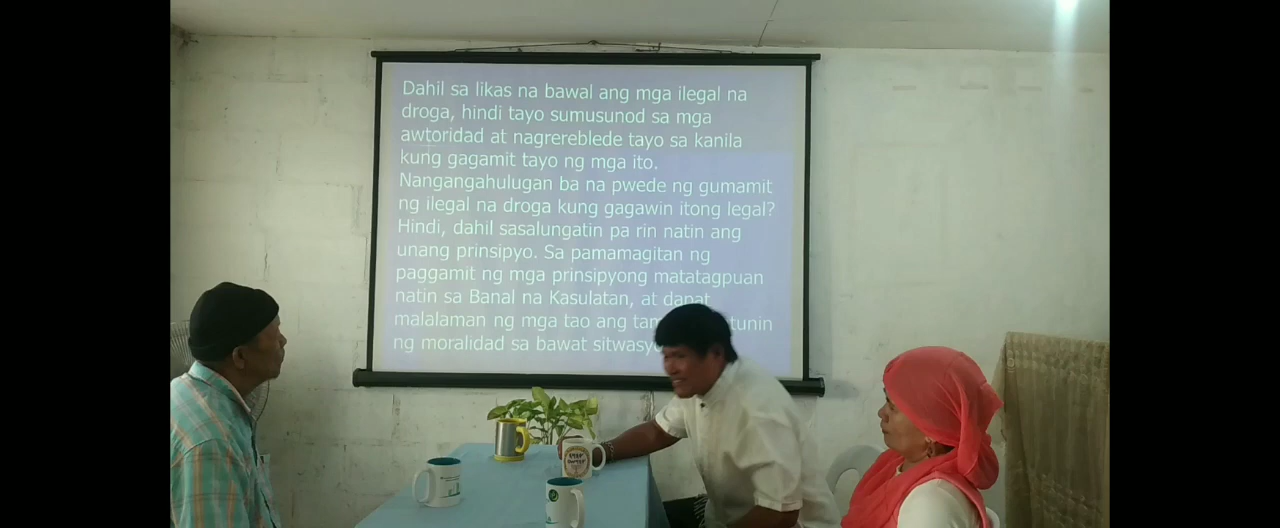 Dahil sa likas na bawal ang mga ilegal na
droga, hindi tayo sumusunod sa mga
awtoridad at nagrereblede tayo sa kanila
kung gagamit tayo ng mga ito.
Nangangahulugan ba na pwede ng gumamit
ng ilegal na droga kung gagawin itong legal?
Hindi, dahil sasalungatin pa rin natin ang
unang prinsipyo. Sa pamamagitan ng
paggamit ng mga prinsipyong matatagpuan
natin sa Banal na Kasulatan, at dapat
malalaman ng mga tao ang
ng moralidad sa bawat